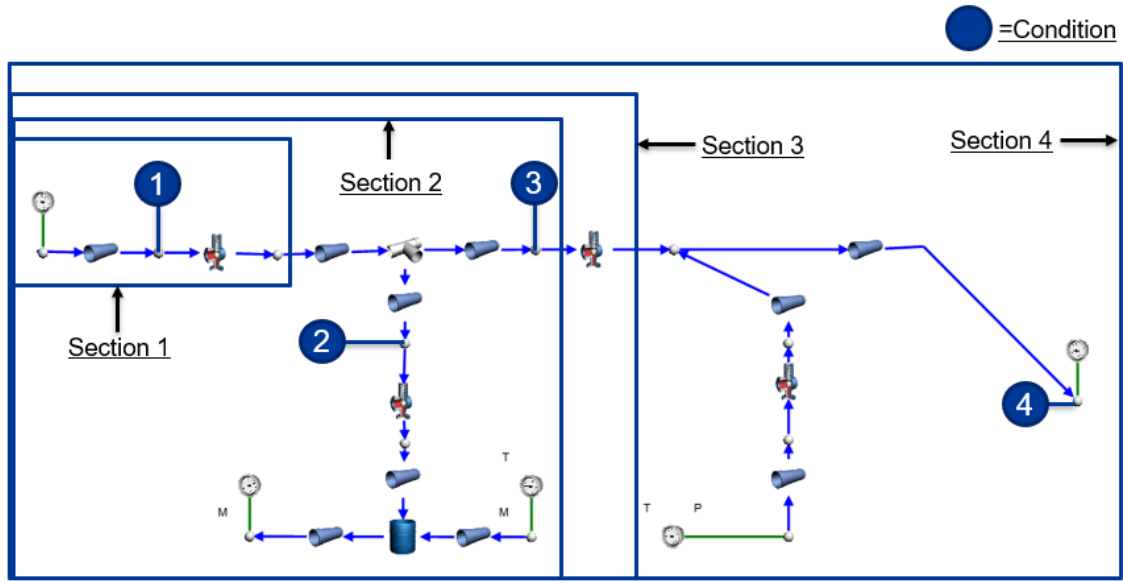 =Condition
Section 3
Section 4
1
3
Section 2
Section 1
2
4
T
M
M
T P